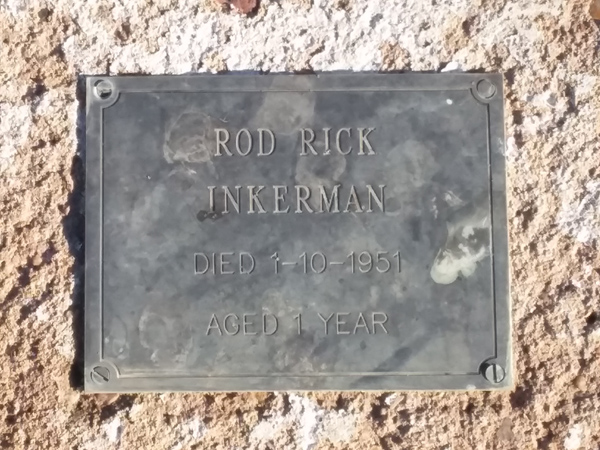 ROD RICK
INKERMAN
DIED 1-10-1951
AGED 1 YEAR